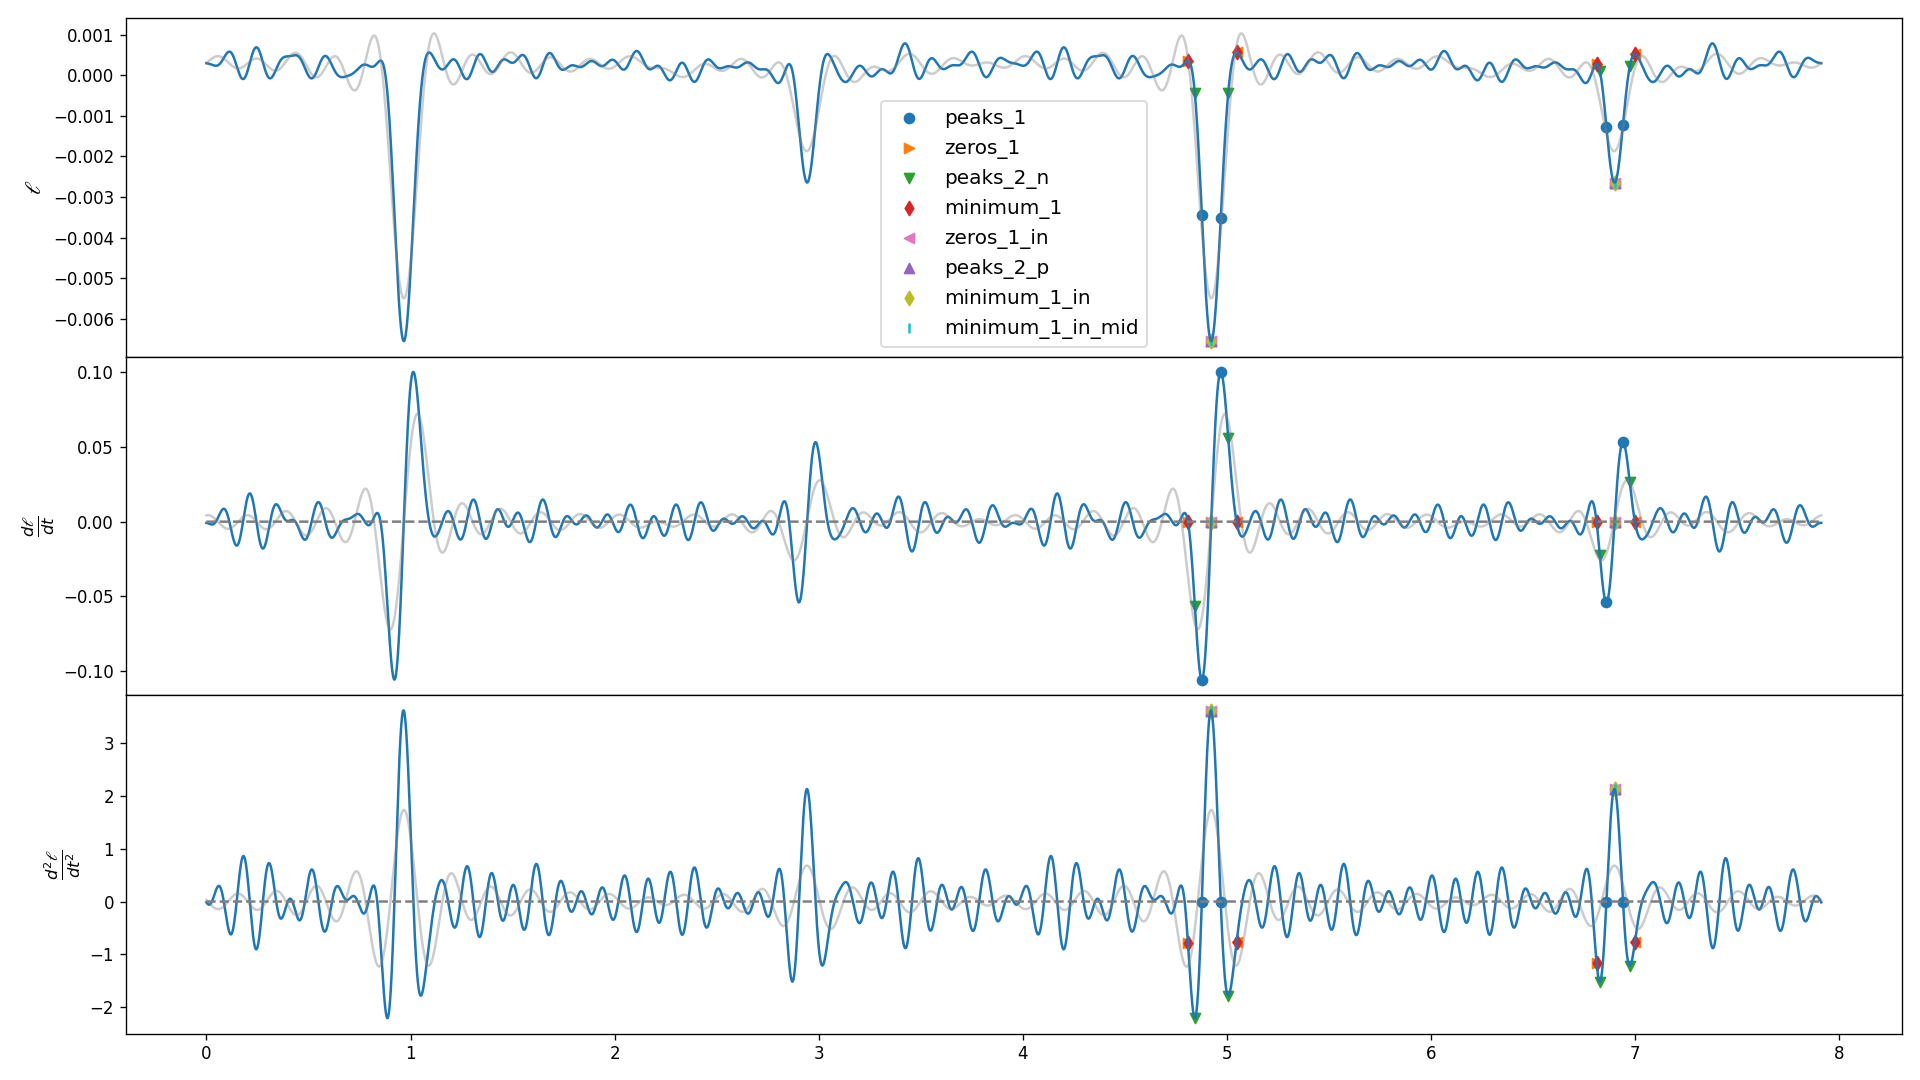 0.001
0.000
−0.001
−0.002
−0.003
−0.004
−0.005
−0.006
ℓ
peaks_1
zeros_1
peaks_2_n
minimum_1
zeros_1_in
peaks_2_p
minimum_1_in
minimum_1_in_mid
0.10
0.05
0.00
−0.05
−0.10
dℓ/dt
3
2
1
0
−1
−2
d²ℓ/dt²
0 1 2 3 4 5 6 7 8